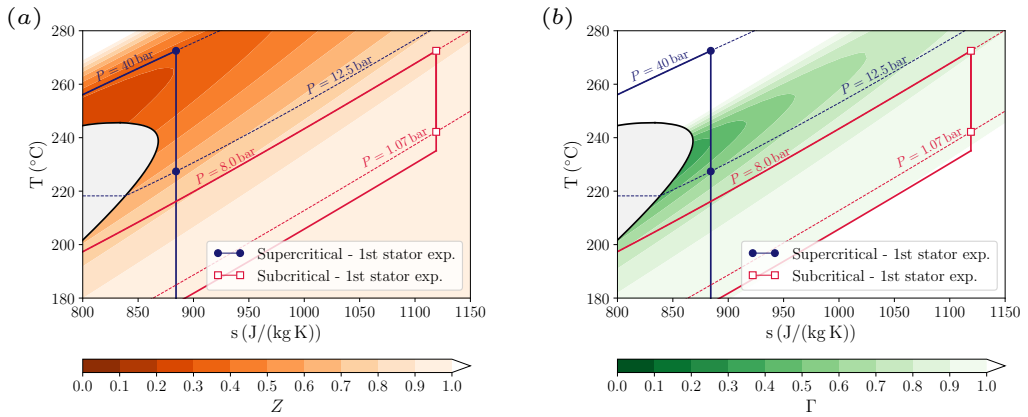 (a)
280
260
240
220
200
180
T (°C)
P = 40 bar
P = 12.5 bar
P = 8.0 bar
P = 1.07 bar
Supercritical - 1st stator exp.
Subcritical - 1st stator exp.
800 850 900 950 1000 1050 1100 1150
s (J/(kg K))
0.0 0.1 0.2 0.3 0.4 0.5 0.6 0.7 0.8 0.9 1.0
Z
(b)
280
260
240
220
200
180
T (°C)
P = 40 bar
P = 12.5 bar
P = 8.0 bar
P = 1.07 bar
Supercritical - 1st stator exp.
Subcritical - 1st stator exp.
800 850 900 950 1000 1050 1100 1150
s (J/(kg K))
0.0 0.1 0.2 0.3 0.4 0.5 0.6 0.7 0.8 0.9 1.0
Γ